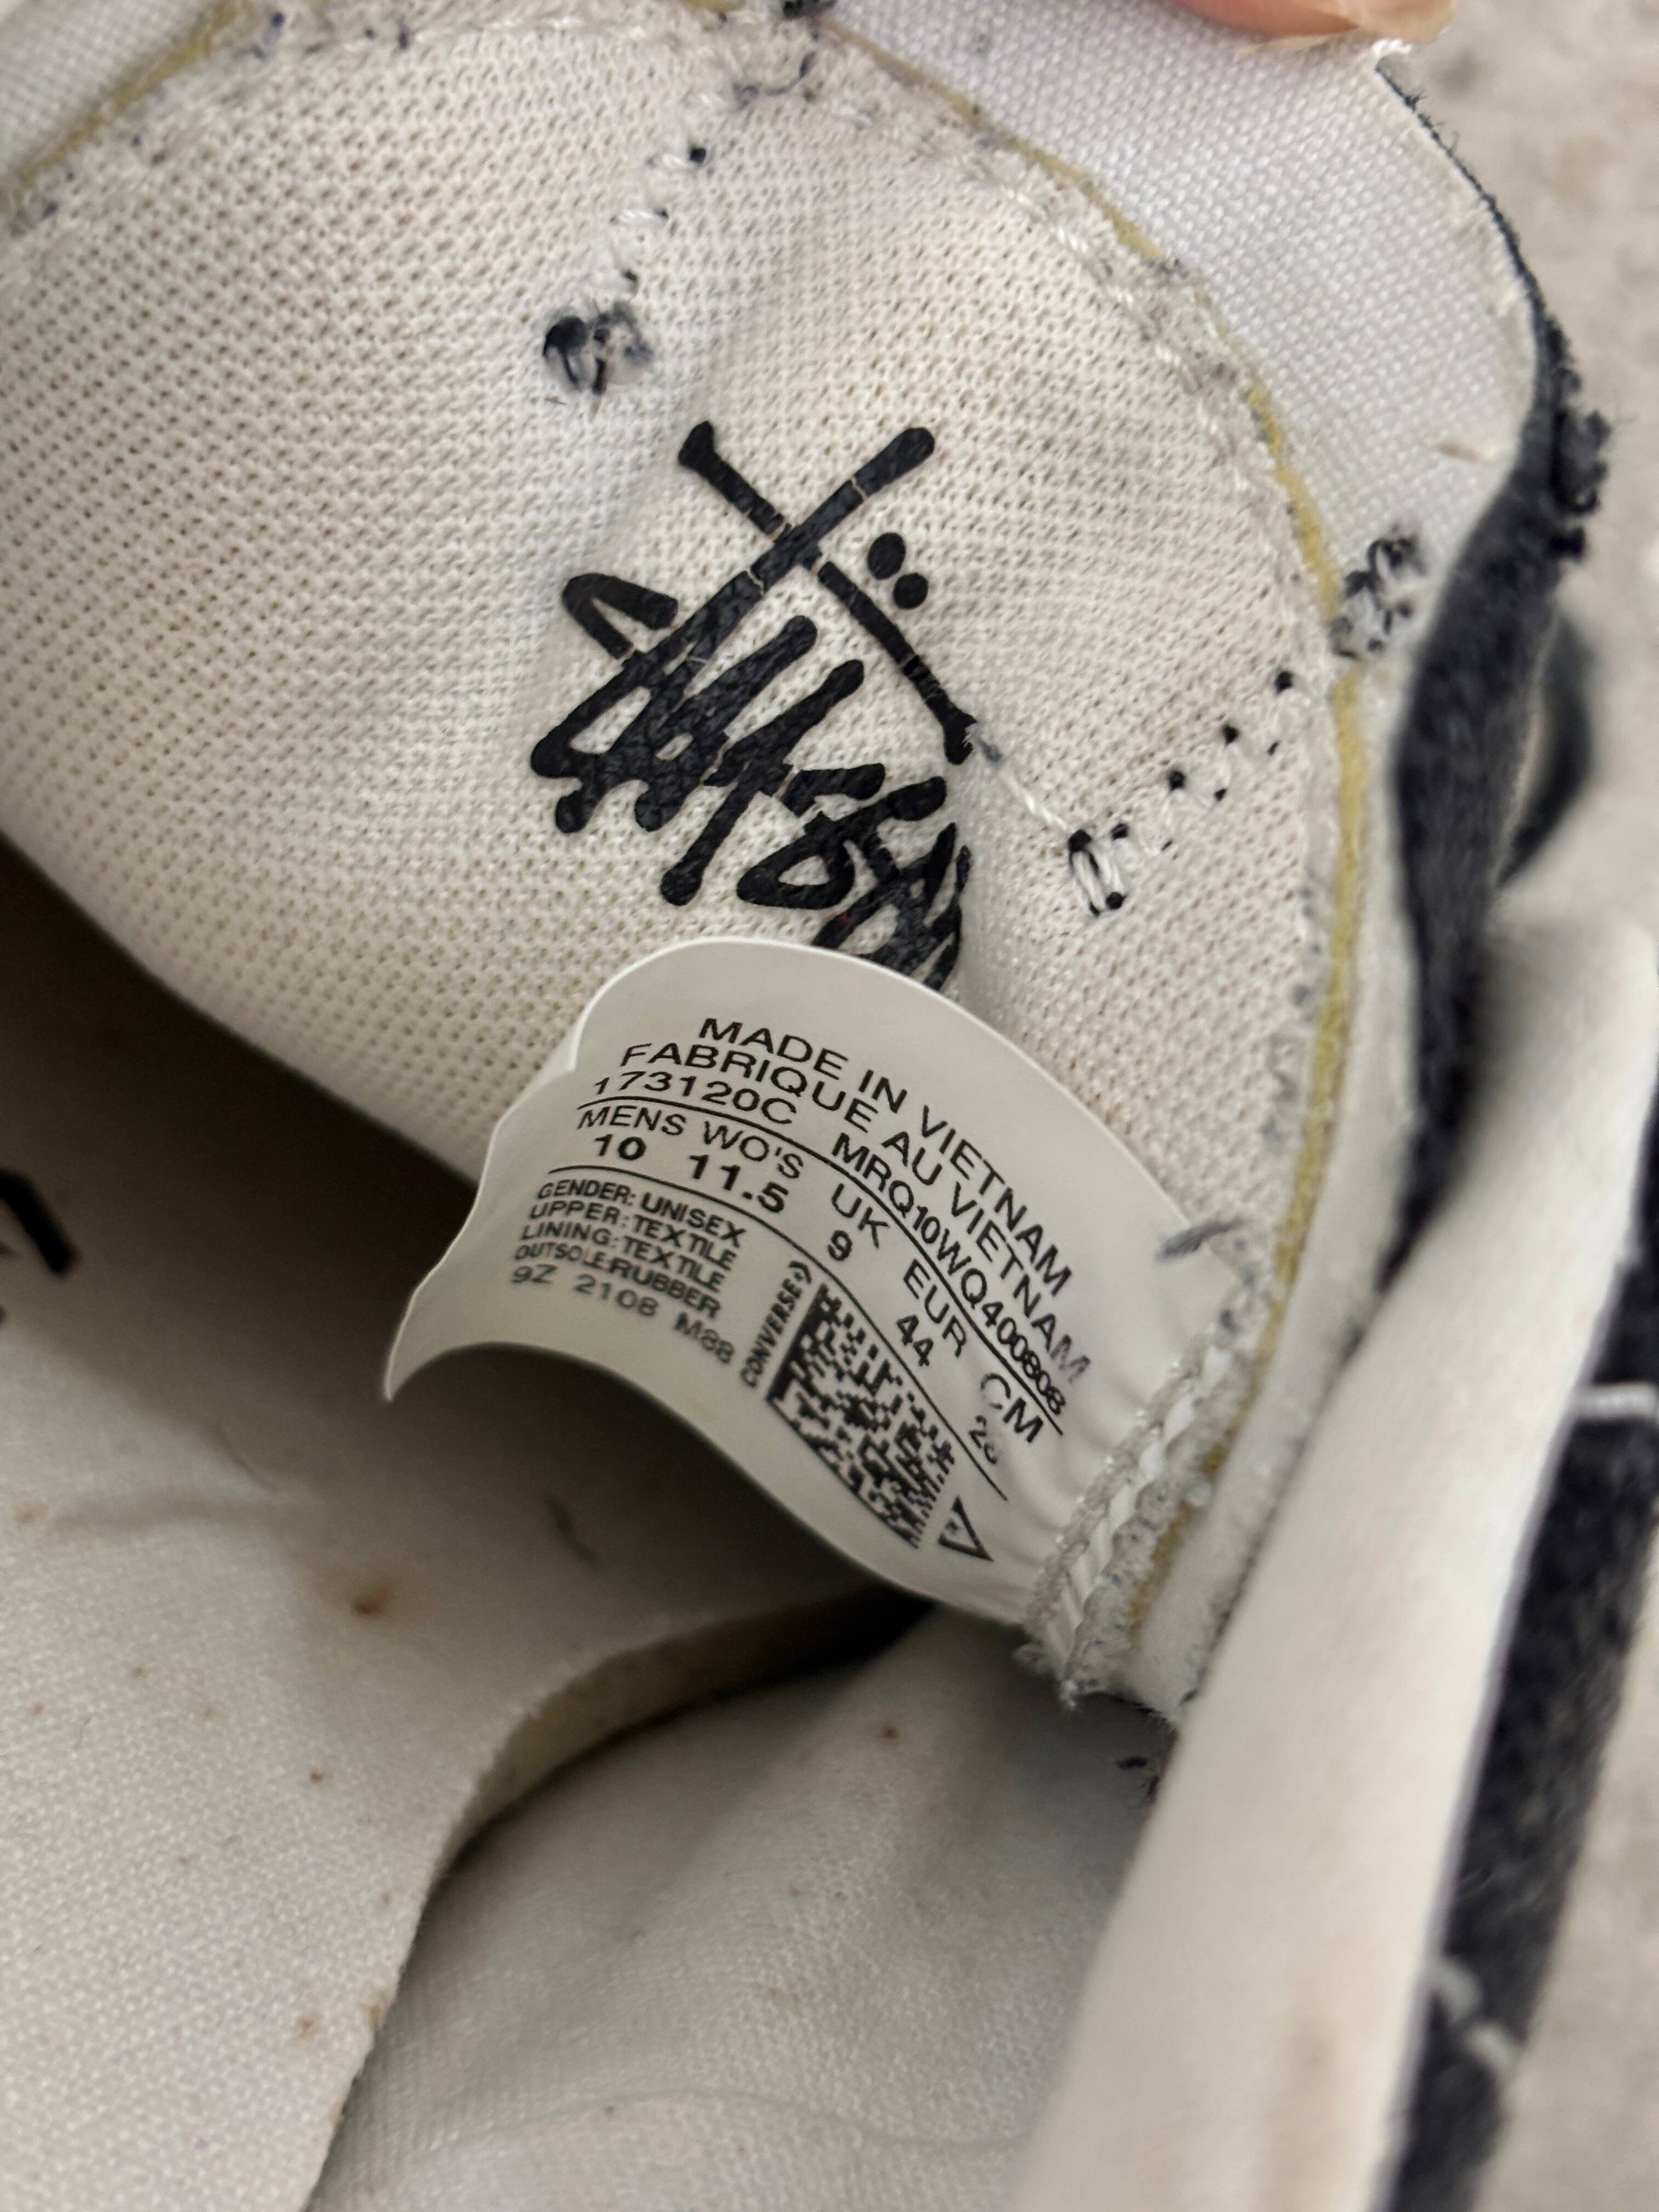 Stüssy
MADE IN VIETNAM
FABRIQUE AU VIETNAM
173120C MRQ10WQ400808
MENS WO'S UK EUR CM
10 11.5 9 44
GENDER: UNISEX
UPPER: TEXTILE
LINING: TEXTILE
OUTSOLE:RUBBER
9Z 2108 M88
CONVERSE